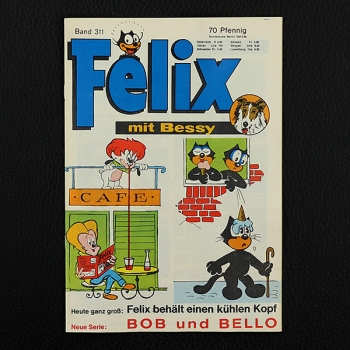 Band 311
70 Pfennig
Felix
mit Bessy
CAFE
Heute ganz groß: Felix behält einen kühlen Kopf
Neue Serie: BOB und BELLO